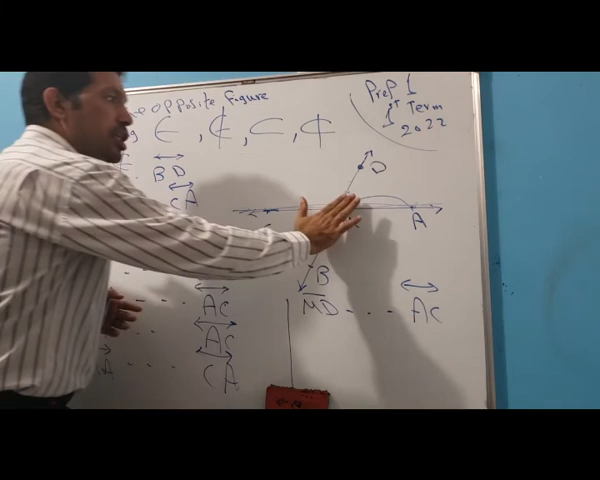 opposite figure
Prep 1
1st Term
2022
∈ , ∉ , ⊂ , ⊄
BD
CA
D
A
B
MD . . . AC
AC
AC
CA